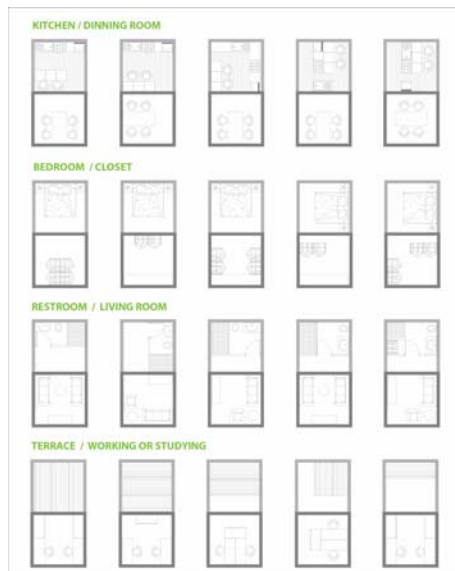 KITCHEN / DINNING ROOM
BEDROOM / CLOSET
RESTROOM / LIVING ROOM
TERRACE / WORKING OR STUDYING